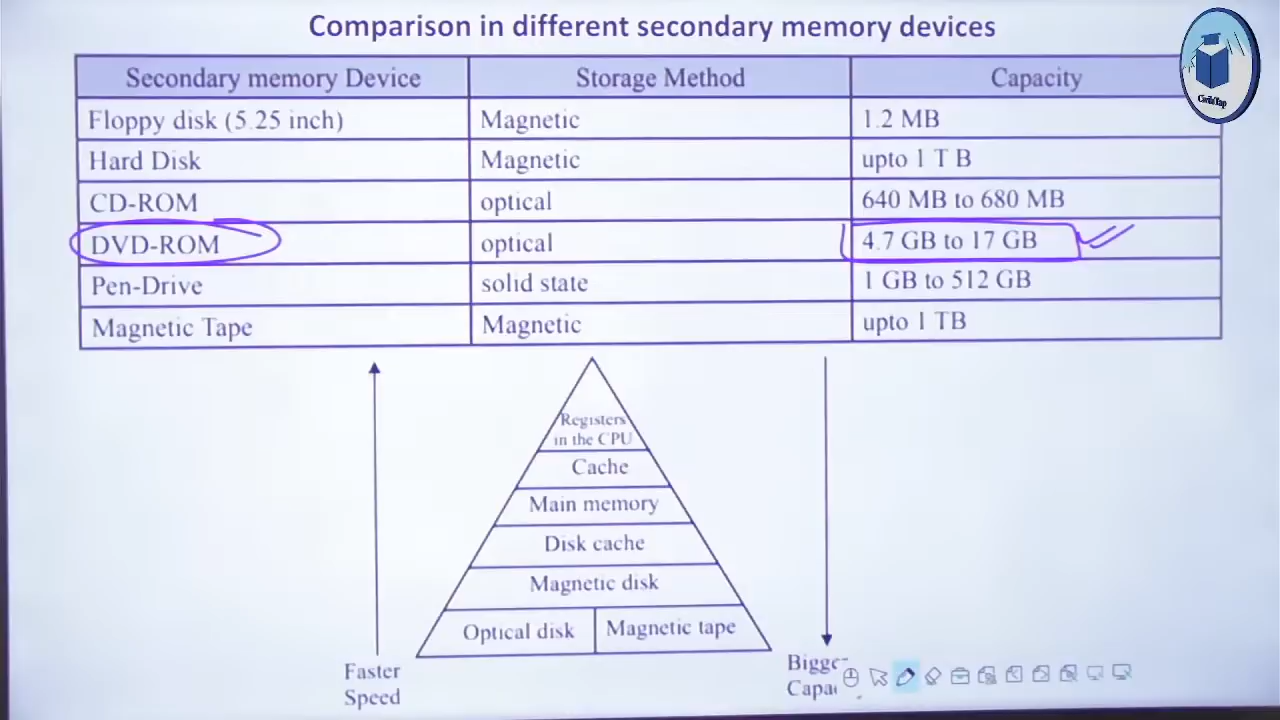 Comparison in different secondary memory devices
Secondary memory Device Storage Method Capacity
Floppy disk (5.25 inch) Magnetic 1.2 MB
Hard Disk Magnetic upto 1 T B
CD-ROM optical 640 MB to 680 MB
DVD-ROM optical 4.7 GB to 17 GB
Pen-Drive solid state 1 GB to 512 GB
Magnetic Tape Magnetic upto 1 TB
Registers
in the CPU
Cache
Main memory
Disk cache
Magnetic disk
Optical disk Magnetic tape
Faster
Speed